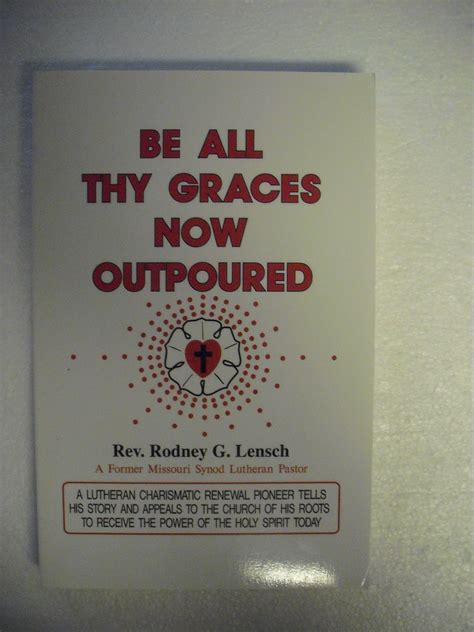 BE ALL
THY GRACES
NOW
OUTPOURED
Rev. Rodney G. Lensch
A Former Missouri Synod Lutheran Pastor
A LUTHERAN CHARISMATIC RENEWAL PIONEER TELLS
HIS STORY AND APPEALS TO THE CHURCH OF HIS ROOTS
TO RECEIVE THE POWER OF THE HOLY SPIRIT TODAY